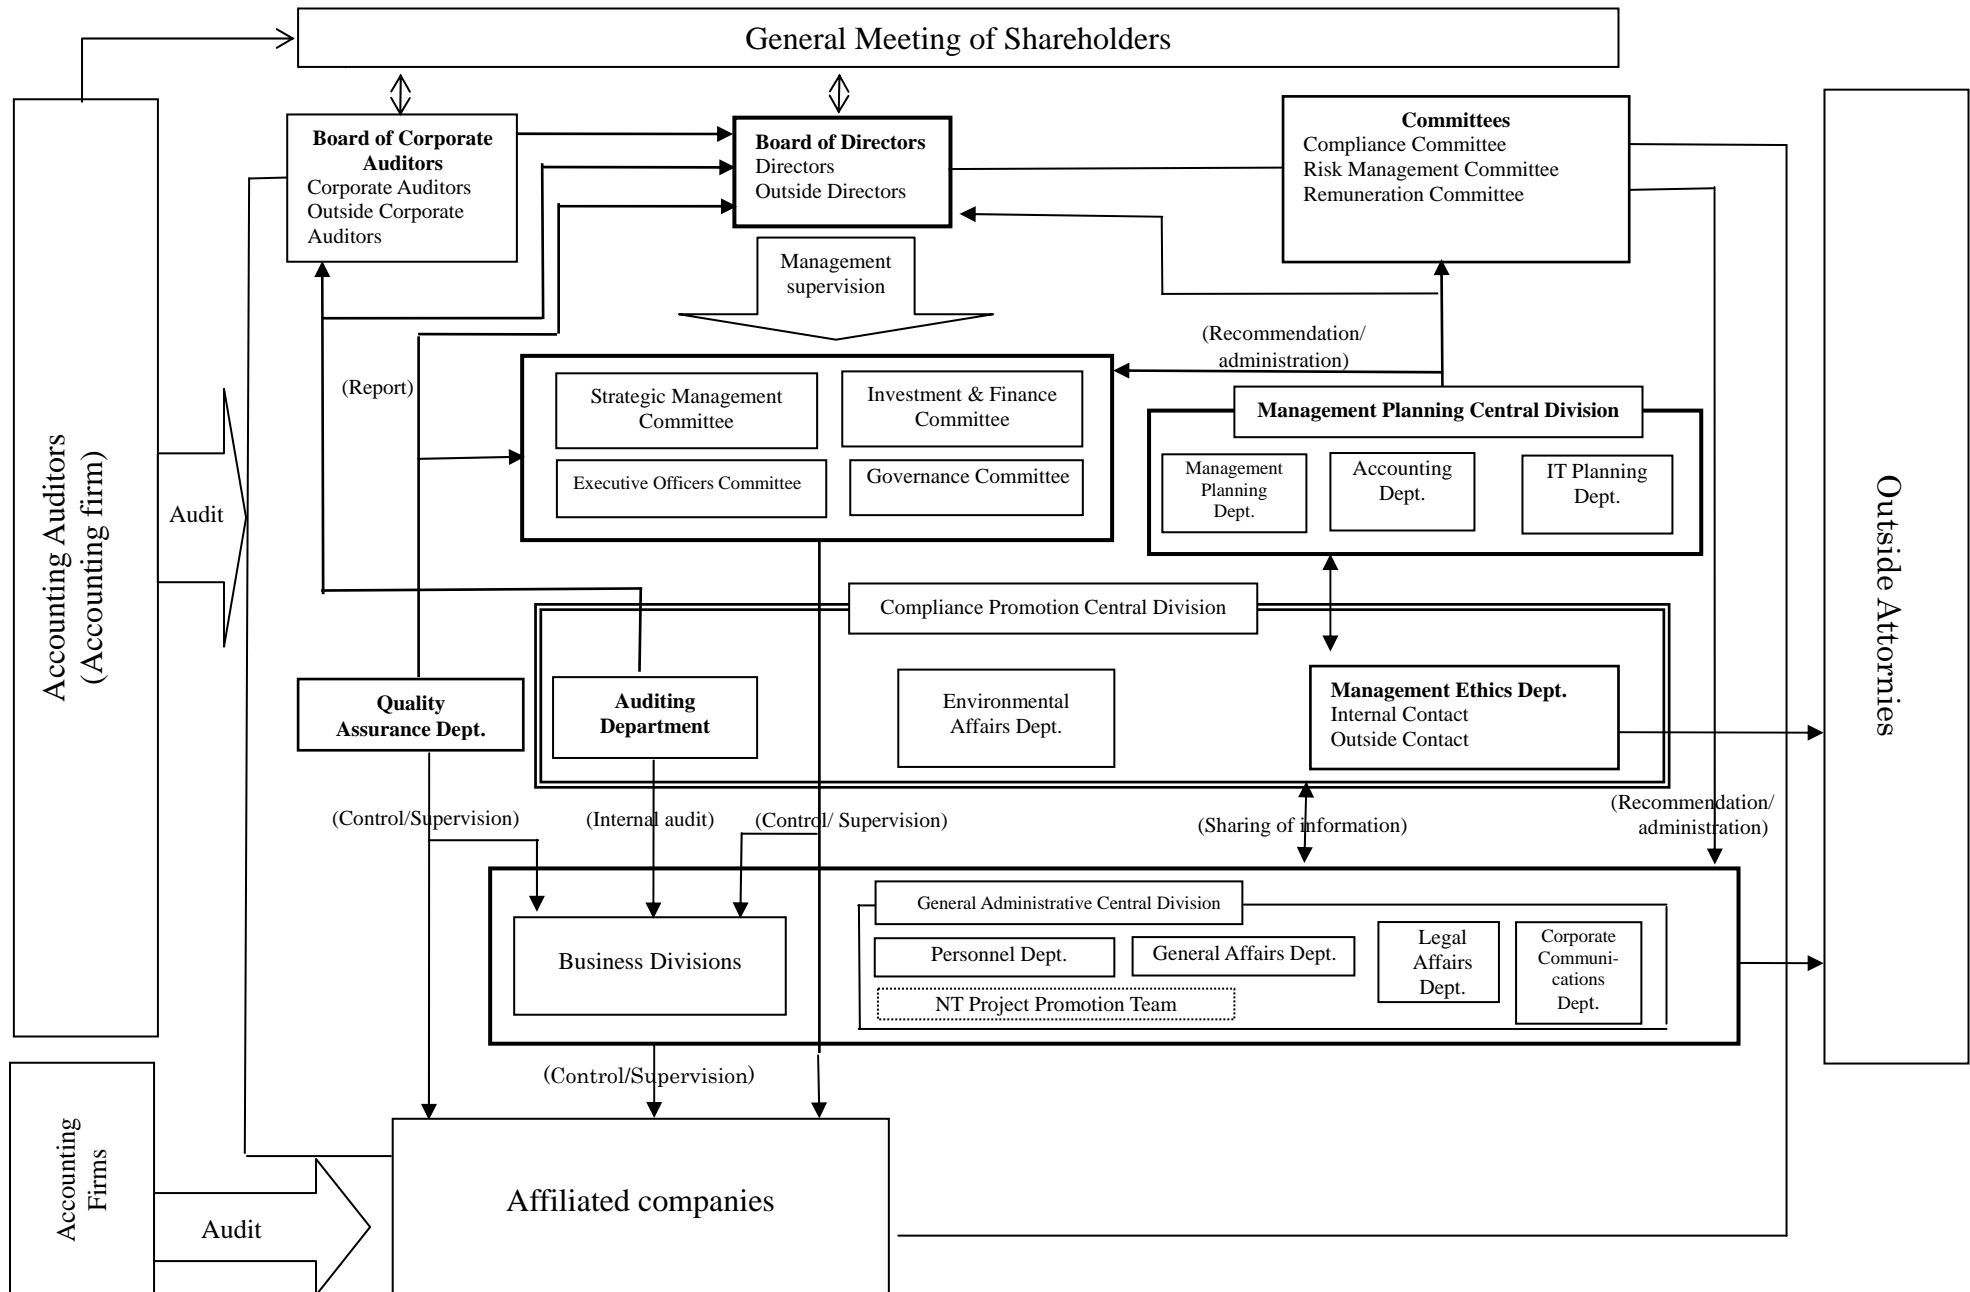 General Meeting of Shareholders
Board of Corporate
Auditors
Corporate Auditors
Outside Corporate
Auditors
Board of Directors
Directors
Outside Directors
Committees
Compliance Committee
Risk Management Committee
Remuneration Committee
Management
supervision
(Recommendation/
administration)
(Report)
Strategic Management
Committee
Investment & Finance
Committee
Executive Officers Committee
Governance Committee
Management Planning Central Division
Management
Planning
Dept.
Accounting
Dept.
IT Planning
Dept.
Accounting Auditors
(Accounting firm)
Audit
Outside Attornies
Compliance Promotion Central Division
Quality
Assurance Dept.
Auditing
Department
Environmental
Affairs Dept.
Management Ethics Dept.
Internal Contact
Outside Contact
(Control/Supervision)
(Internal audit)
(Control/ Supervision)
(Sharing of information)
(Recommendation/
administration)
Business Divisions
General Administrative Central Division
Personnel Dept.
General Affairs Dept.
Legal
Affairs
Dept.
Corporate
Communi-
cations
Dept.
NT Project Promotion Team
(Control/Supervision)
Accounting
Firms
Audit
Affiliated companies